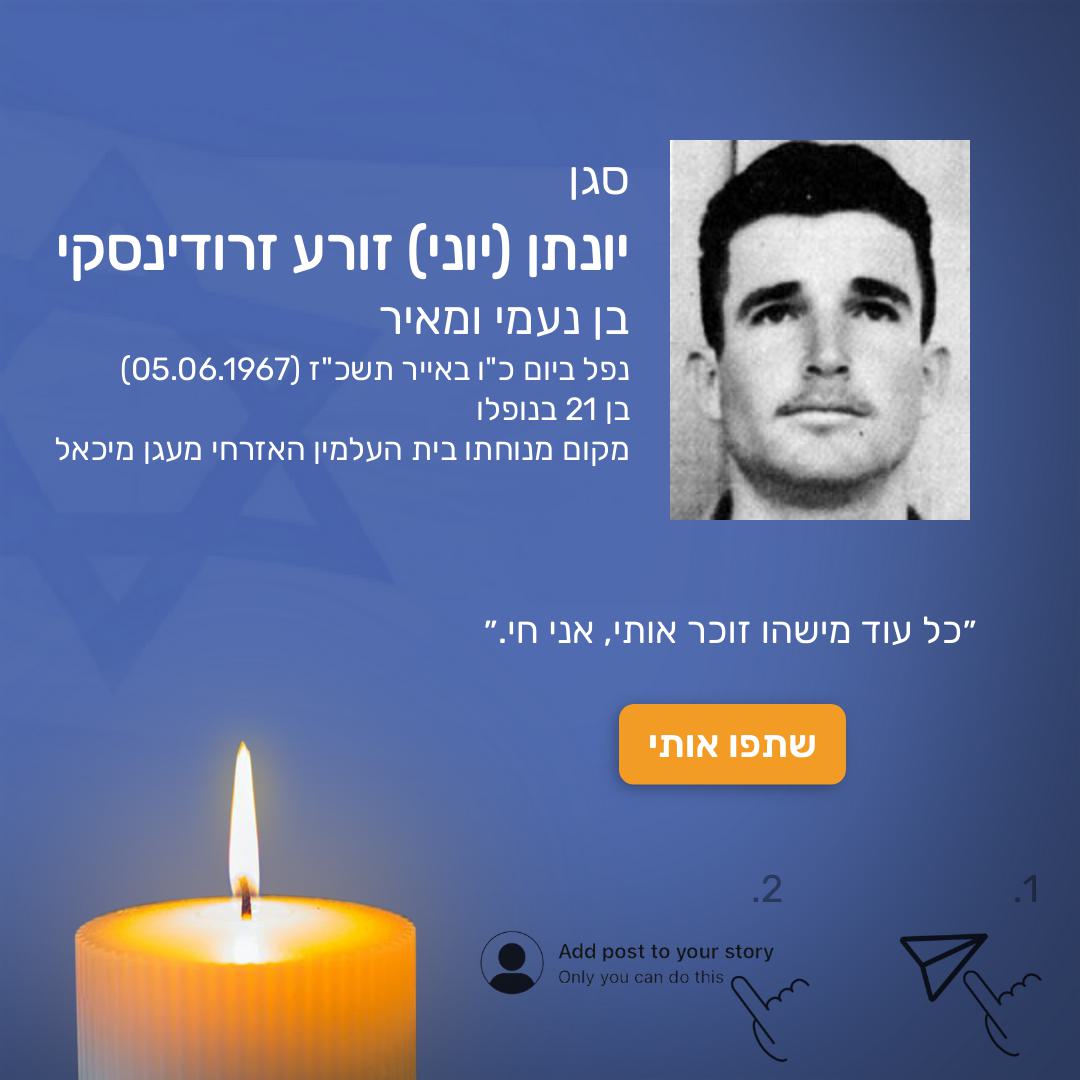 סגן
יונתן (יוני) זורע זרודינסקי
בן נעמי ומאיר
נפל ביום כ"ו באייר תשכ"ז (05.06.1967)
בן 21 בנופלו
מקום מנוחתו בית העלמין האזרחי מעגן מיכאל
״כל עוד מישהו זוכר אותי, אני חי.״
שתפו אותי
1.
2.
Add post to your story
Only you can do this